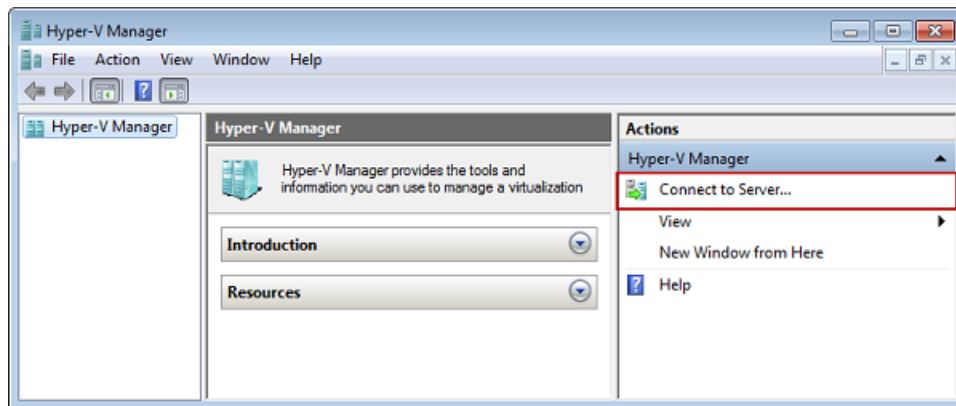 Hyper-V Manager
File Action View Window Help
Hyper-V Manager
Hyper-V Manager
Hyper-V Manager provides the tools and
information you can use to manage a virtualization
Introduction
Resources
Actions
Hyper-V Manager
Connect to Server...
View
New Window from Here
Help